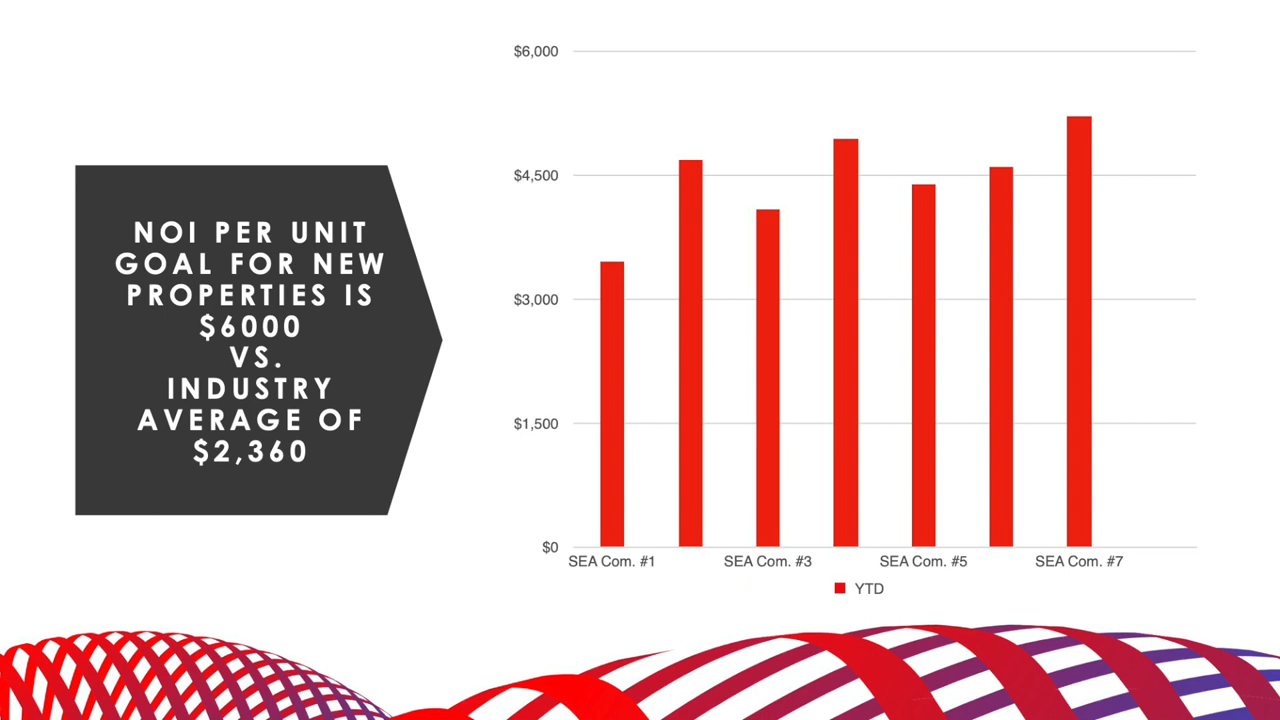 NOI PER UNIT
GOAL FOR NEW
PROPERTIES IS
$6000
VS.
INDUSTRY
AVERAGE OF
$2,360
$6,000
$4,500
$3,000
$1,500
$0
SEA Com. #1 SEA Com. #3 SEA Com. #5 SEA Com. #7
YTD